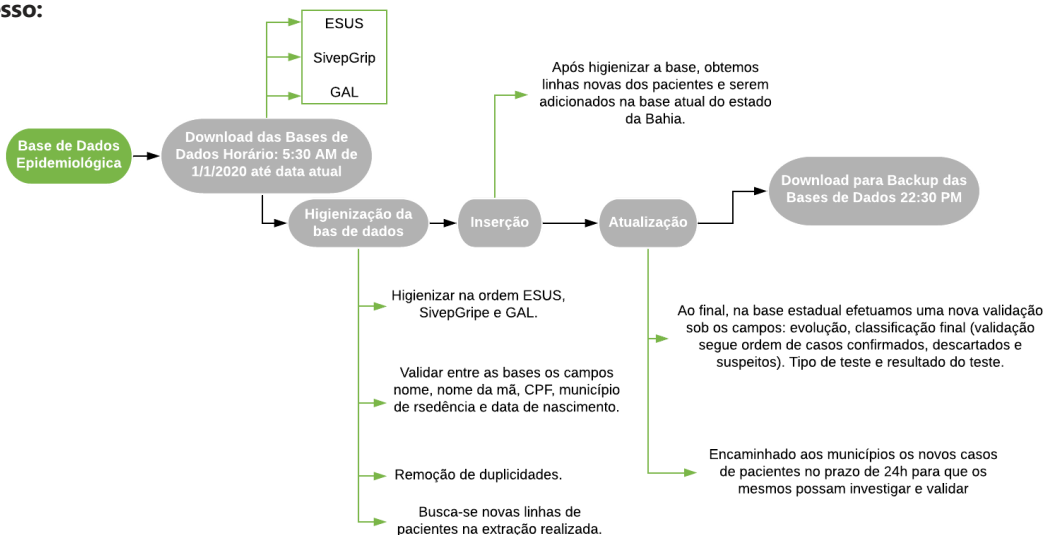 esso:
ESUS
SivepGrip
GAL
Após higienizar a base, obtemos
linhas novas dos pacientes e serem
adicionados na base atual do estado
da Bahia.
Base de Dados
Epidemiológica
Download das Bases de
Dados Horário: 5:30 AM de
1/1/2020 até data atual
Download para Backup das
Bases de Dados 22:30 PM
Higienização da
bas de dados
Inserção
Atualização
Higienizar na ordem ESUS,
SivepGripe e GAL.
Validar entre as bases os campos
nome, nome da mã, CPF, município
de rsedência e data de nascimento.
Remoção de duplicidades.
Busca-se novas linhas de
pacientes na extração realizada.
Ao final, na base estadual efetuamos uma nova validação
sob os campos: evolução, classificação final (validação
segue ordem de casos confirmados, descartados e
suspeitos). Tipo de teste e resultado do teste.
Encaminhado aos municípios os novos casos
de pacientes no prazo de 24h para que os
mesmos possam investigar e validar